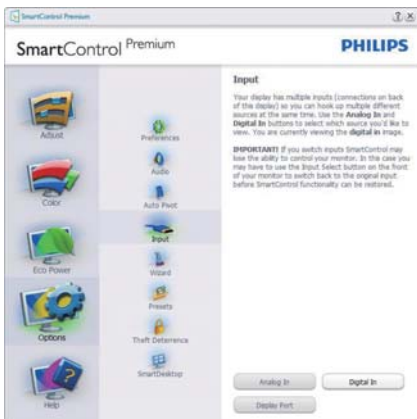 SmartControl Premium
SmartControl Premium
PHILIPS
Adjust
Color
Eco Power
Options
Help
Preferences
Audio
Auto Pivot
Input
Wizard
Presets
Theft Deterrence
SmartDesktop
Input
Your display has multiple inputs (connections on back
of the display) so you can hook up multiple different
sources at the same time. Use the Analog In and
Digital In buttons to select which source you'd like to
view. You are currently viewing the digital in image.
IMPORTANT! If you switch inputs SmartControl may
lose the ability to control your monitor. In this case you
may have to use the Input Select button on the front
of your monitor to switch back to the original input
before SmartControl functionality can be restored.
Analog In
Digital In
Display Port